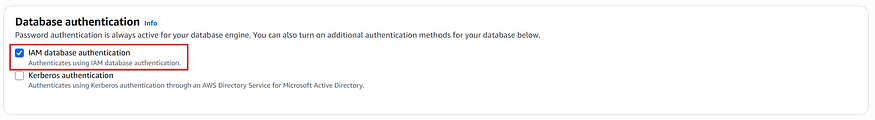 Database authentication Info
Password authentication is always active for your database engine. You can also turn on additional authentication methods for your database below.
IAM database authentication
Authenticates using IAM database authentication.
Kerberos authentication
Authenticates using Kerberos authentication through an AWS Directory Service for Microsoft Active Directory.